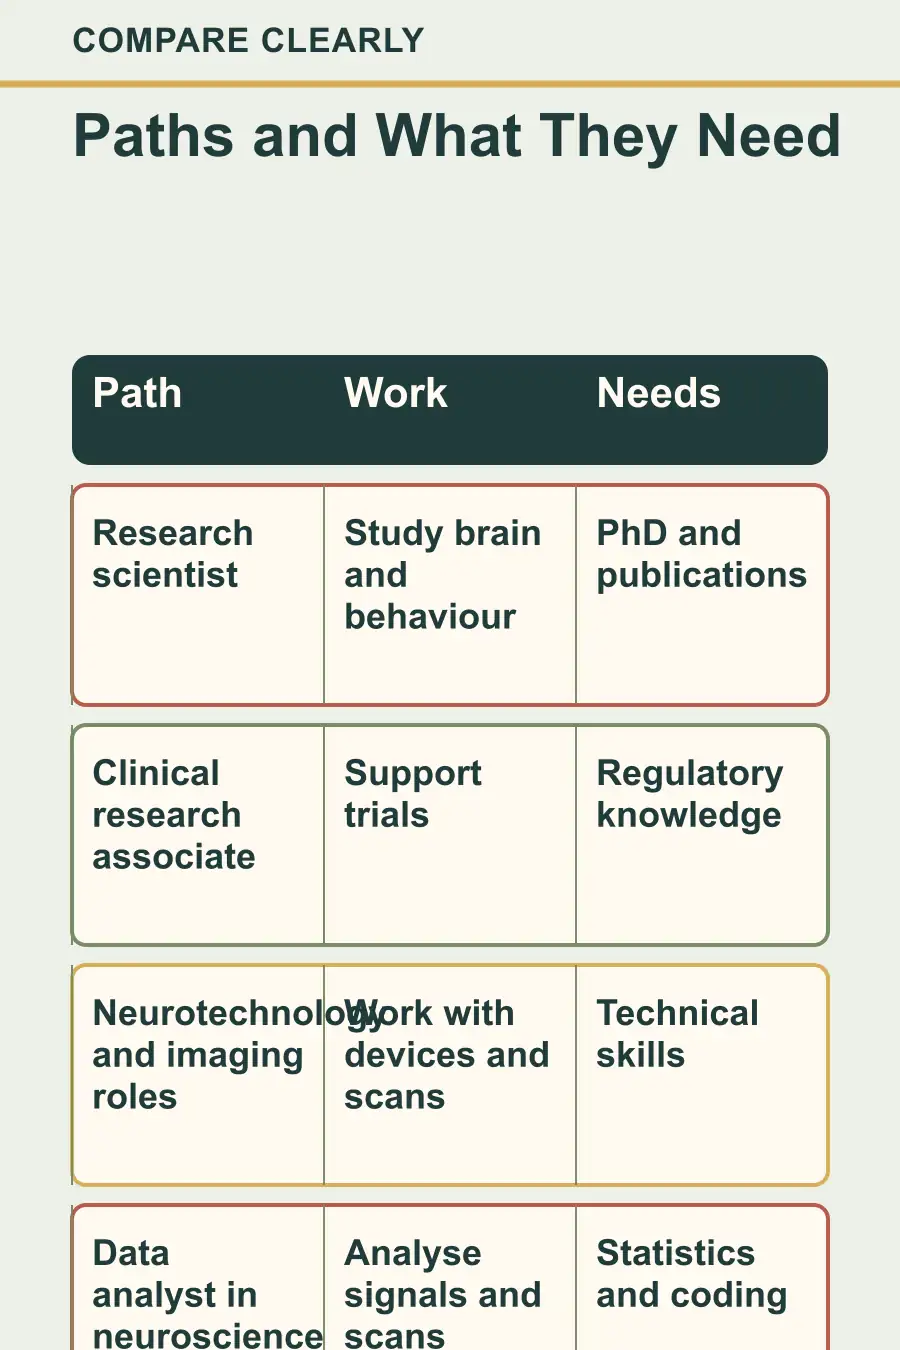 COMPARE CLEARLY
Paths and What They Need
Path Work Needs
Research
scientist
Study brain
and
behaviour
PhD and
publications
Clinical
research
associate
Support
trials
Regulatory
knowledge
Neurotechnology
and imaging
roles
Work with
devices and
scans
Technical
skills
Data
analyst in
neuroscience
Analyse
signals and
scans
Statistics
and coding